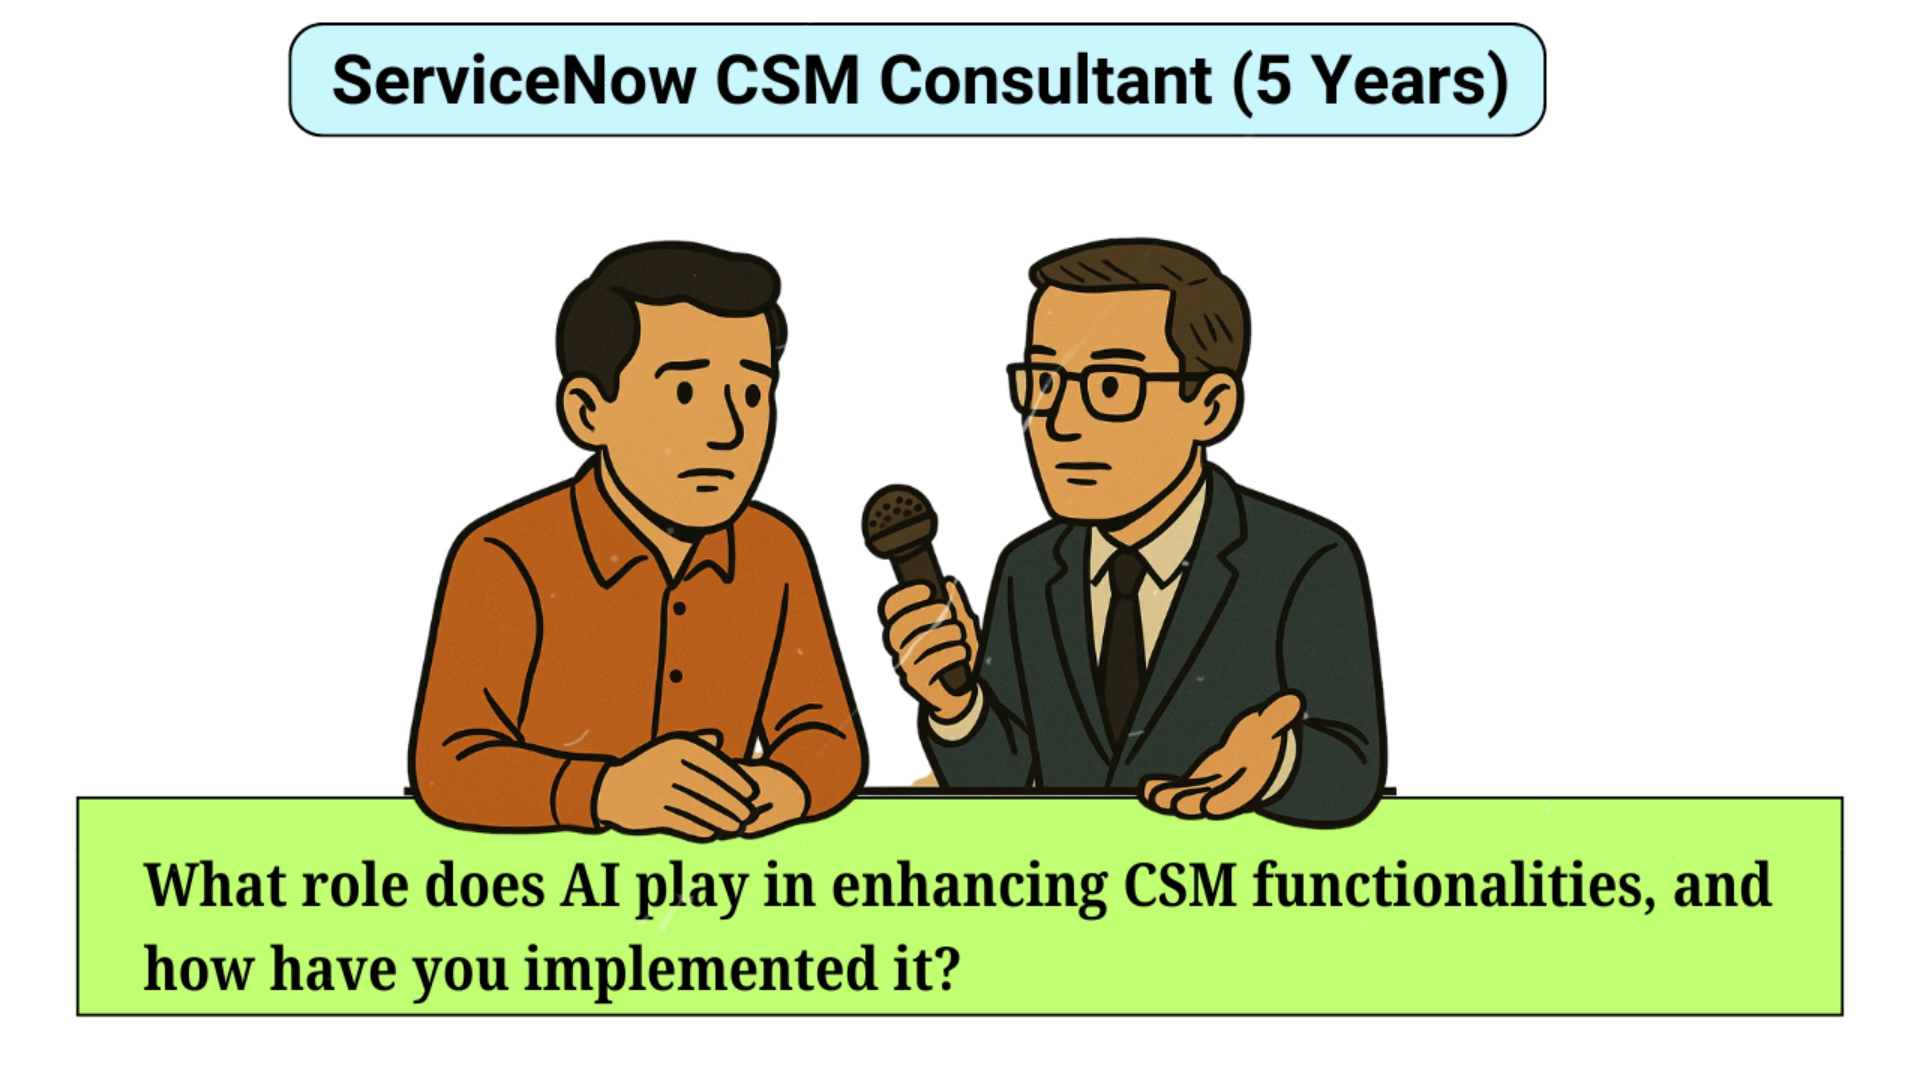 ServiceNow CSM Consultant (5 Years)
What role does AI play in enhancing CSM functionalities, and
how have you implemented it?